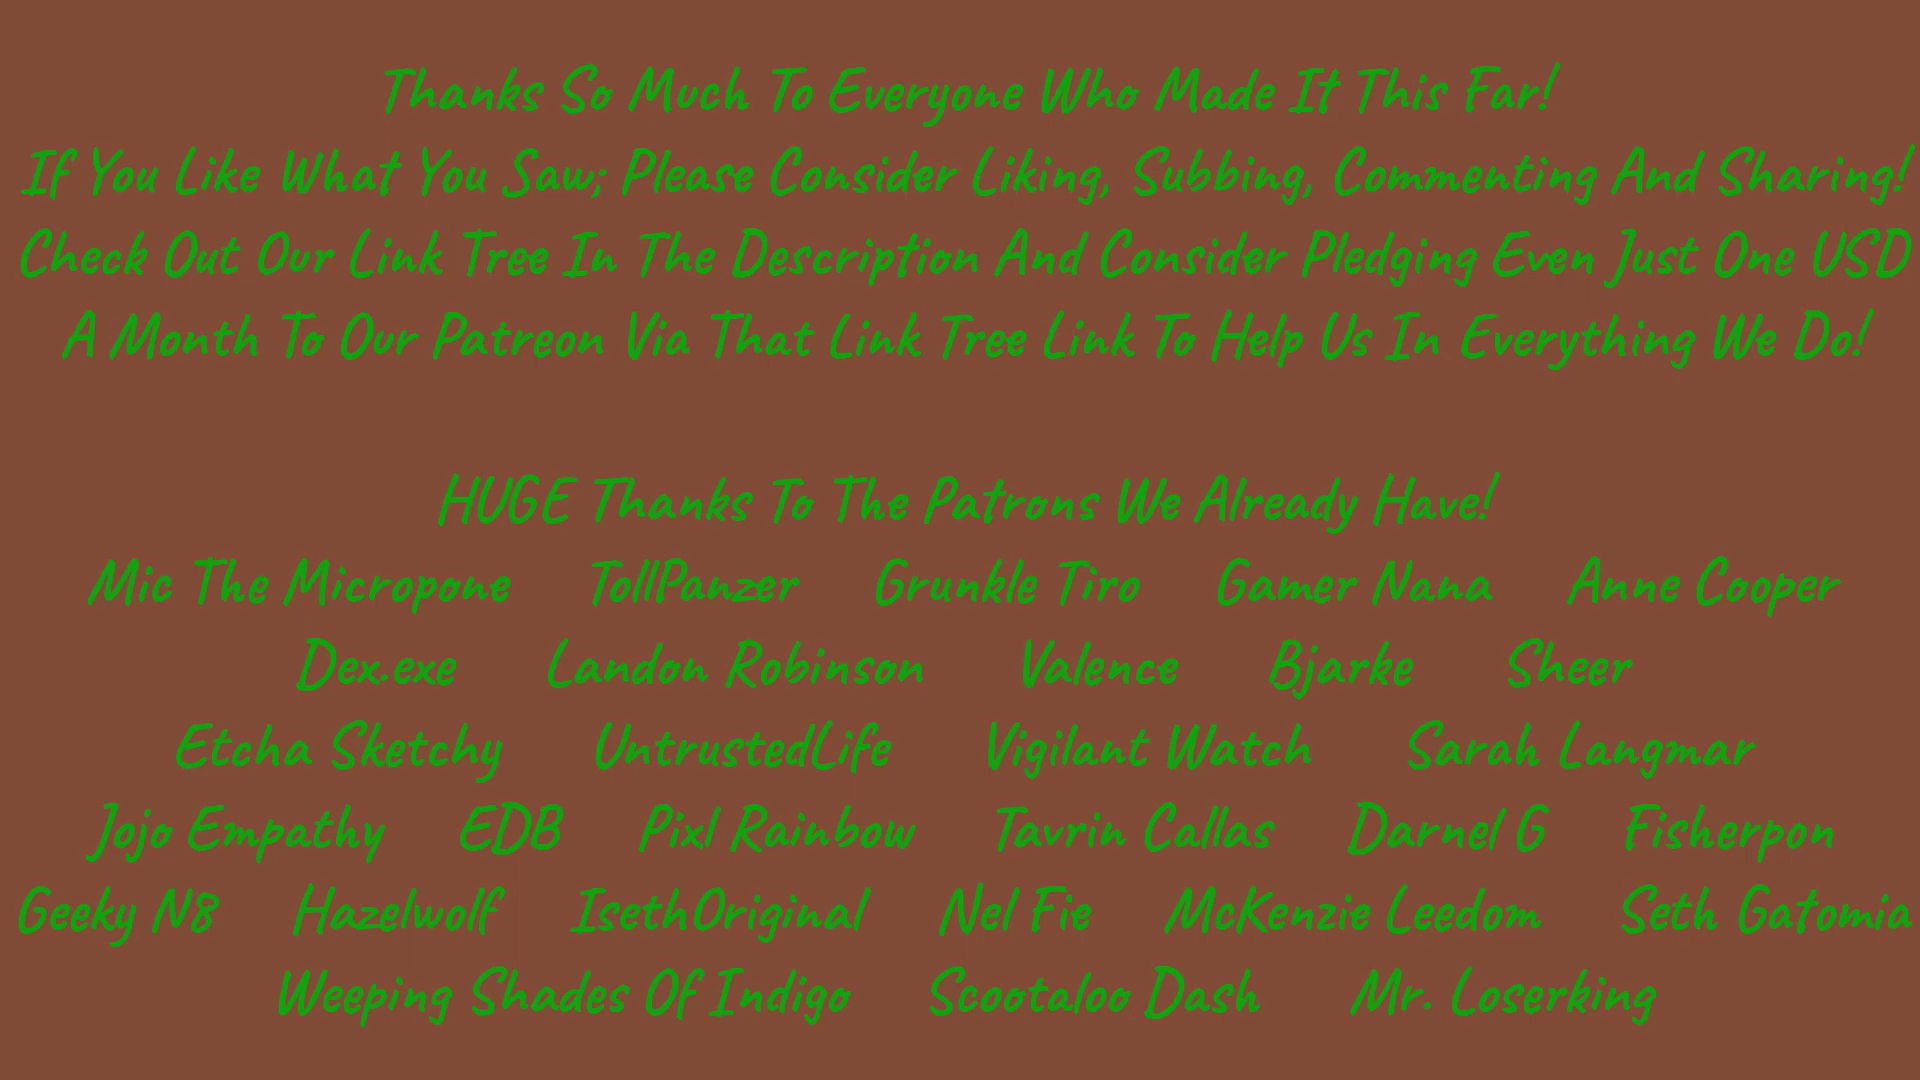 Thanks So Much To Everyone Who Made It This Far!
If You Like What You Saw; Please Consider Liking, Subbing, Commenting And Sharing!
Check Out Our Link Tree In The Description And Consider Pledging Even Just One USD
A Month To Our Patreon Via That Link Tree Link To Help Us In Everything We Do!
HUGE Thanks To The Patrons We Already Have!
Mic The Micropone TollPanzer Grunkle Tiro Gamer Nana Anne Cooper
Dex.exe Landon Robinson Valence Bjarke Sheer
Etcha Sketchy UntrustedLife Vigilant Watch Sarah Langmar
Jojo Empathy EDB Pixl Rainbow Tavrin Callas Darnel G Fisherpon
Geeky N8 Hazelwolf IsethOriginal Nel Fie McKenzie Leedom Seth Gatomia
Weeping Shades Of Indigo Scootaloo Dash Mr. Loserking